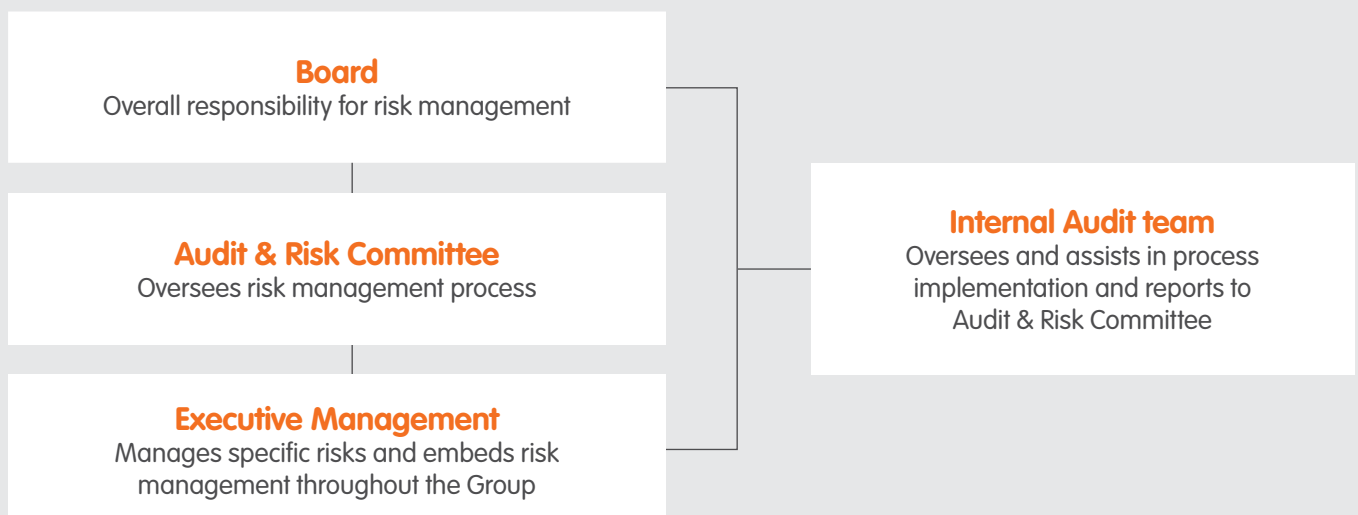 Board
Overall responsibility for risk management
Audit & Risk Committee
Oversees risk management process
Executive Management
Manages specific risks and embeds risk
management throughout the Group
Internal Audit team
Oversees and assists in process
implementation and reports to
Audit & Risk Committee